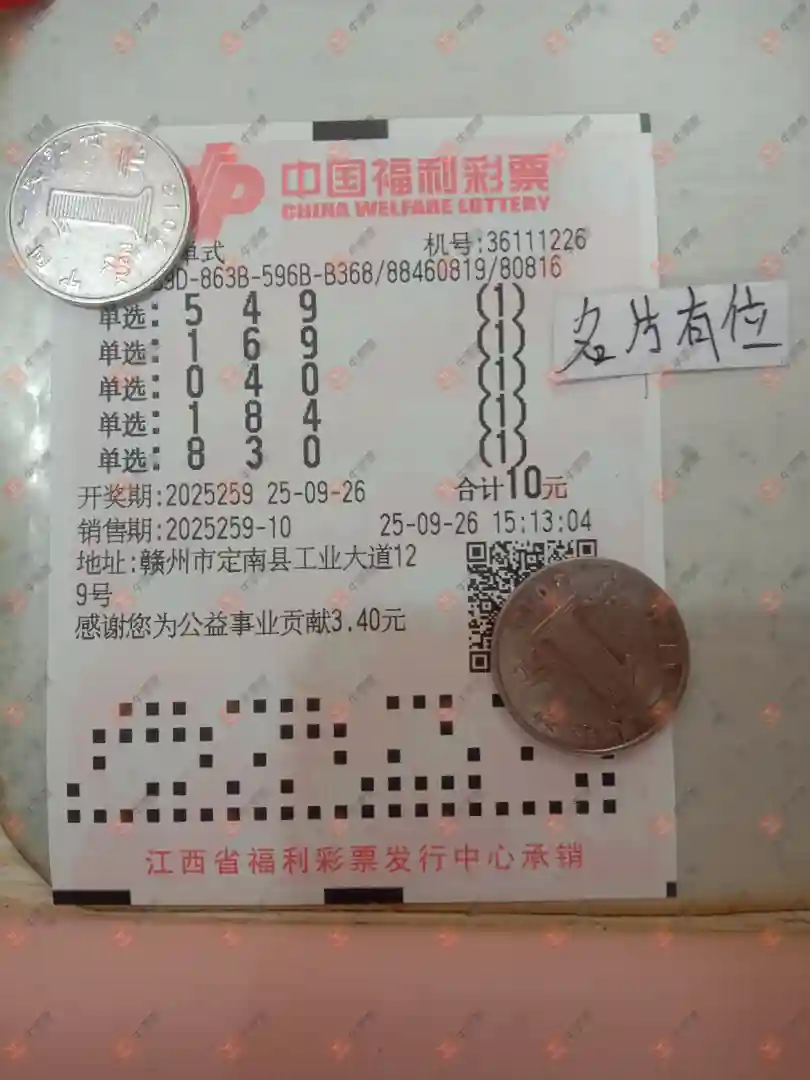 中国福利彩票
CHINA WELFARE LOTTERY
单式 机号:36111226
9D-863B-596B-B368/88460819/80816
单选: 5 4 9 (1)
单选: 1 6 9 (1)
单选: 0 4 0 (1)
单选: 1 8 4 (1)
单选: 8 3 0 (1)
开奖期:2025259 25-09-26 合计10元
销售期:2025259-10 25-09-26 15:13:04
地址:赣州市定南县工业大道12
9号
感谢您为公益事业贡献3.40元
江西省福利彩票发行中心承销
名片有位